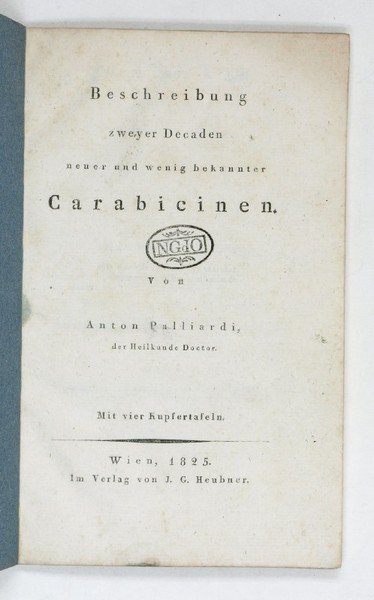 Beschreibung
zweyer Decaden
neuer und wenig bekannter
Carabicinen.
OPGN
Von
Anton Palliardi,
der Heilkunde Doctor.
Mit vier Kupfertafeln.
Wien, 1825.
Im Verlag von J. G. Heubner.